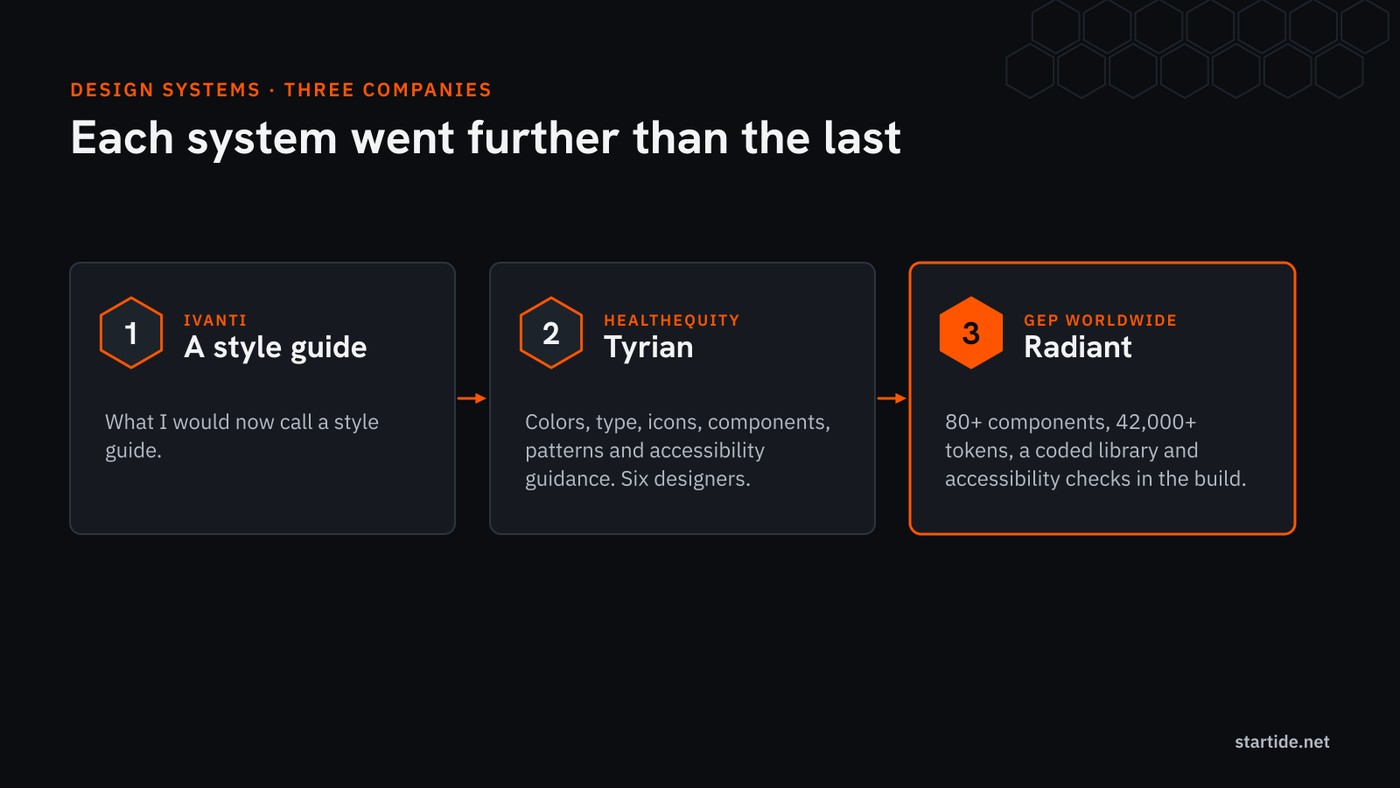 DESIGN SYSTEMS · THREE COMPANIES
Each system went further than the last
1
IVANTI
A style guide
What I would now call a style
guide.
2
HEALTHEQUITY
Tyrian
Colors, type, icons, components,
patterns and accessibility
guidance. Six designers.
3
GEP WORLDWIDE
Radiant
80+ components, 42,000+
tokens, a coded library and
accessibility checks in the build.
startide.net